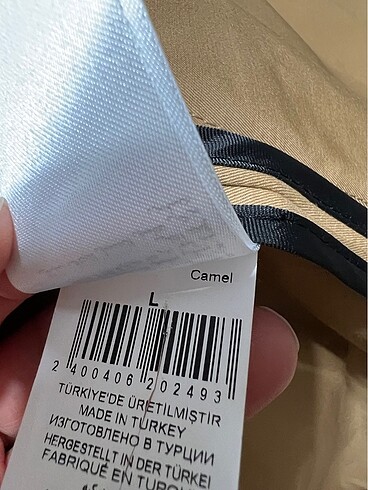 Camel
L
2 400406 202493
TÜRKİYE'DE ÜRETİLMİŞTİR
MADE IN TURKEY
ИЗГОТОВЛЕНО В ТУРЦИИ
HERGESTELLT IN DER TÜRKEI
FABRIQUÉ EN TURQ